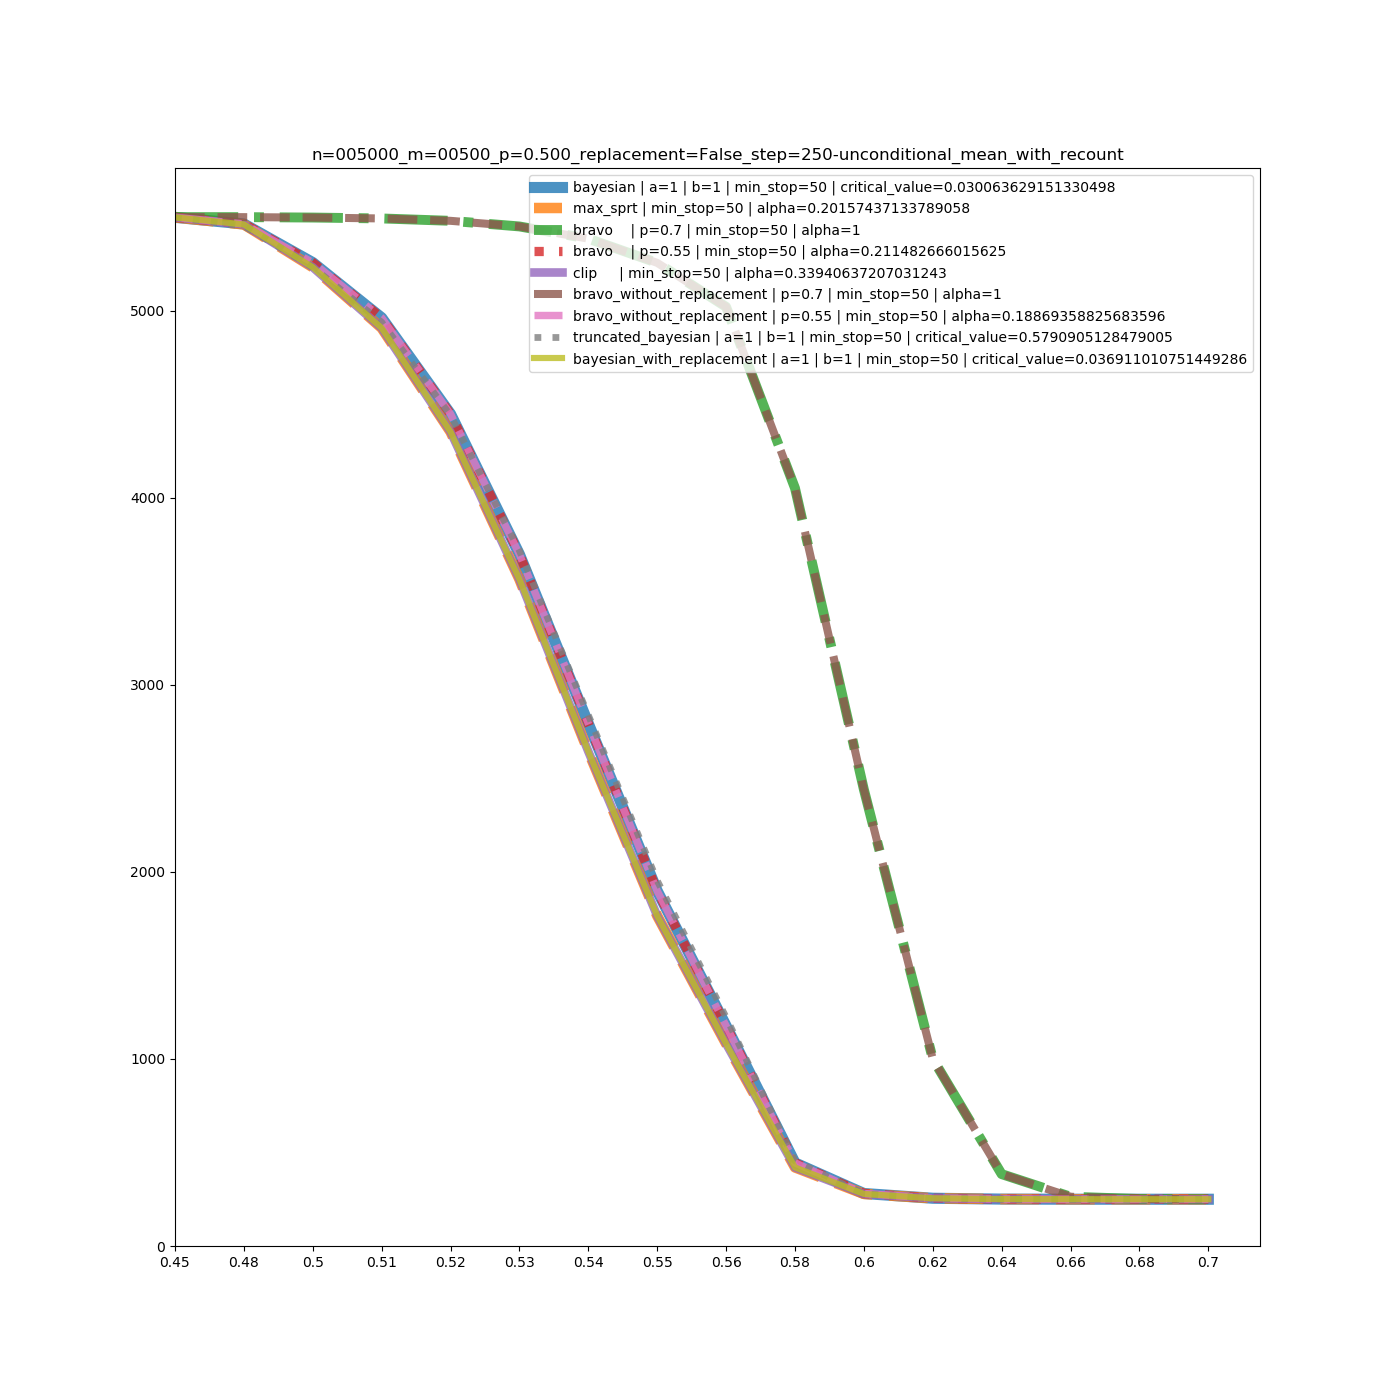 n=005000_m=00500_p=0.500_replacement=False_step=250-unconditional_mean_with_recount
bayesian | a=1 | b=1 | min_stop=50 | critical_value=0.030063629151330498
max_sprt | min_stop=50 | alpha=0.20157437133789058
bravo | p=0.7 | min_stop=50 | alpha=1
bravo | p=0.55 | min_stop=50 | alpha=0.211482666015625
clip | min_stop=50 | alpha=0.33940637207031243
bravo_without_replacement | p=0.7 | min_stop=50 | alpha=1
bravo_without_replacement | p=0.55 | min_stop=50 | alpha=0.18869358825683596
truncated_bayesian | a=1 | b=1 | min_stop=50 | critical_value=0.5790905128479005
bayesian_with_replacement | a=1 | b=1 | min_stop=50 | critical_value=0.036911010751449286
5000
4000
3000
2000
1000
0
0.45 0.48 0.5 0.51 0.52 0.53 0.54 0.55 0.56 0.58 0.6 0.62 0.64 0.66 0.68 0.7